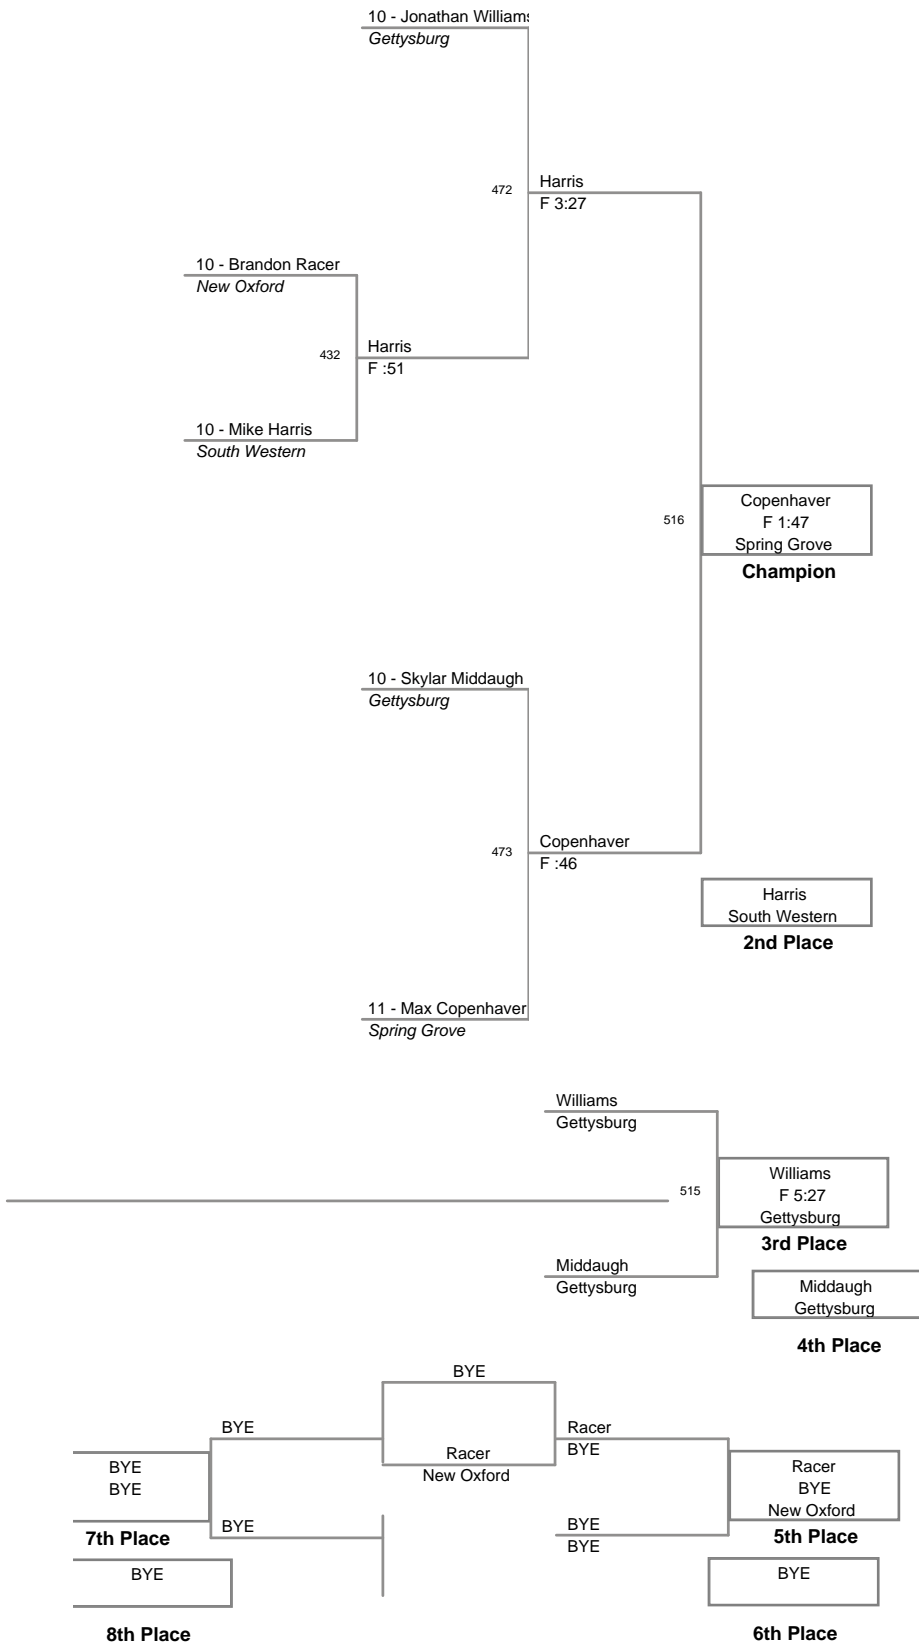 10 - Jonathan Williams
Gettysburg
472
Harris
F 3:27
10 - Brandon Racer
New Oxford
432
Harris
F :51
10 - Mike Harris
South Western
516
Copenhaver
F 1:47
Spring Grove
Champion
10 - Skylar Middaugh
Gettysburg
473
Copenhaver
F :46
Harris
South Western
2nd Place
11 - Max Copenhaver
Spring Grove
Williams
Gettysburg
515
Williams
F 5:27
Gettysburg
3rd Place
Middaugh
Gettysburg
Middaugh
Gettysburg
4th Place
BYE
BYE
Racer
New Oxford
Racer
BYE
BYE
BYE
Racer
BYE
New Oxford
7th Place
BYE
BYE
BYE
5th Place
BYE
BYE
8th Place
6th Place